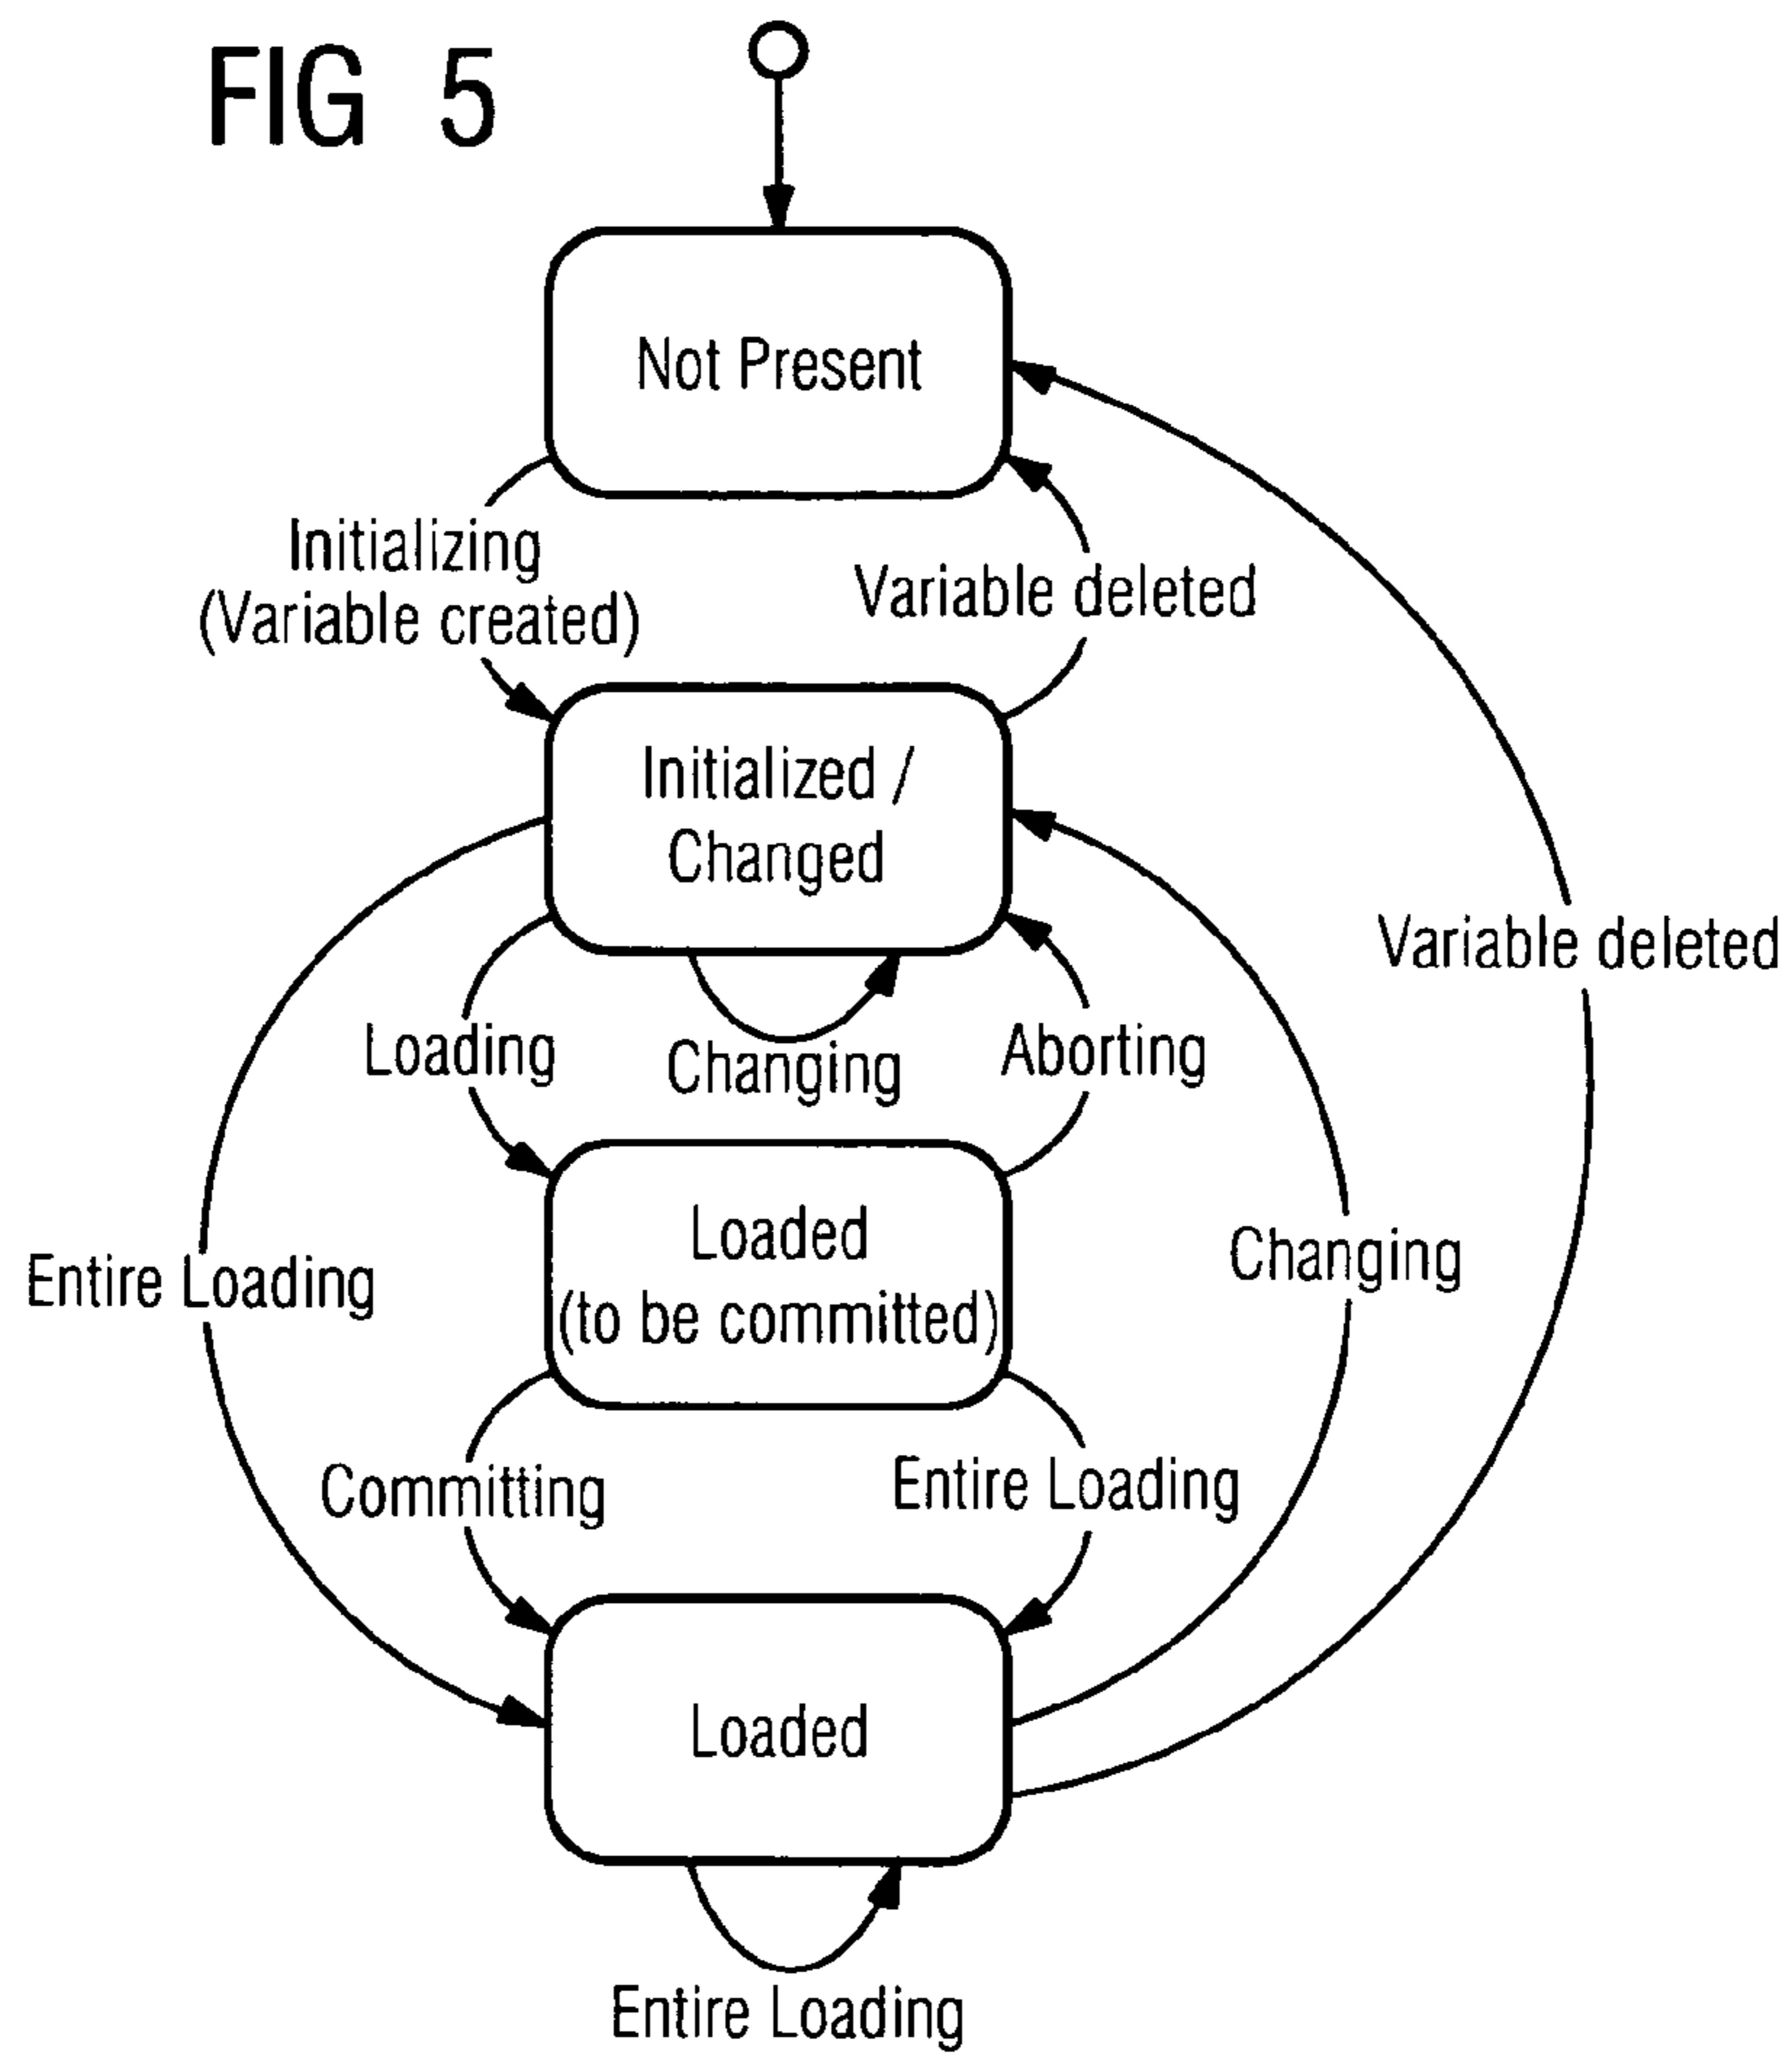 FIG 5
Not Present
Initializing
(Variable created)
Variable deleted
Initialized /
Changed
Variable deleted
Loading
Changing
Aborting
Loaded
(to be committed)
Entire Loading
Changing
Committing
Entire Loading
Loaded
Entire Loading